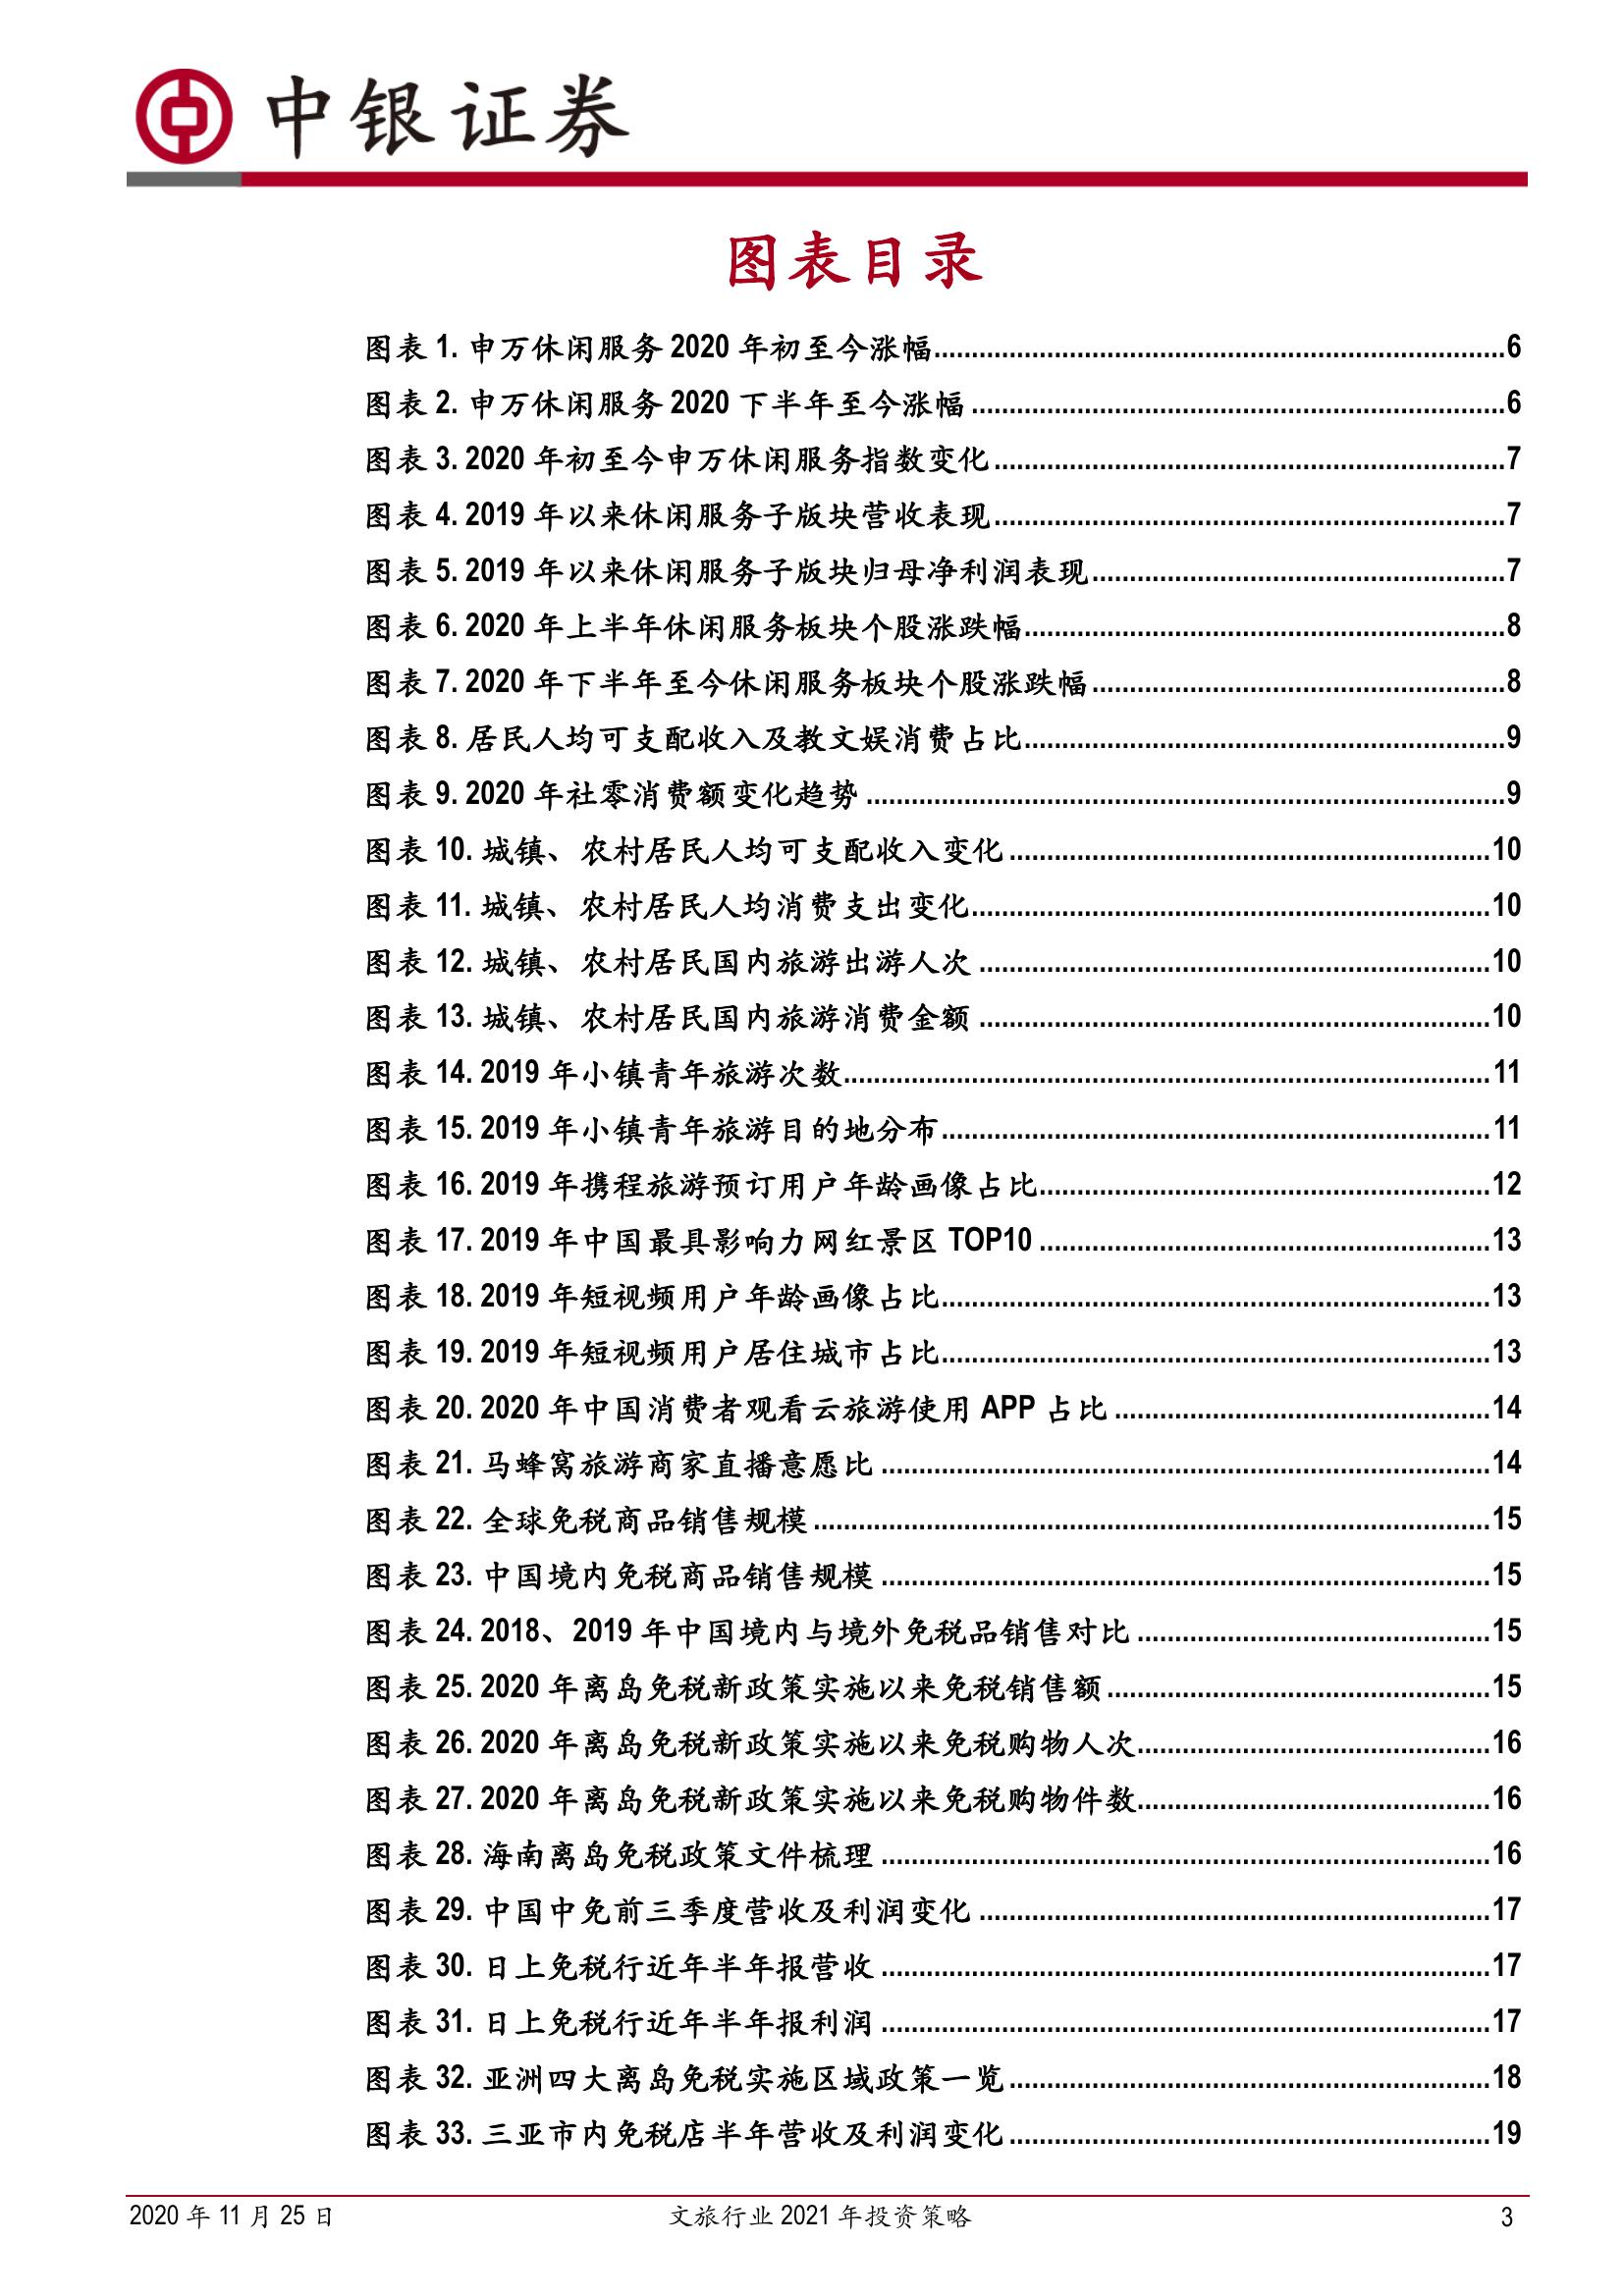 中银证券
图表目录
图表 1. 申万休闲服务 2020 年初至今涨幅......6
图表 2. 申万休闲服务 2020 下半年至今涨幅......6
图表 3. 2020 年初至今申万休闲服务指数变化......7
图表 4. 2019 年以来休闲服务子版块营收表现......7
图表 5. 2019 年以来休闲服务子版块归母净利润表现......7
图表 6. 2020 年上半年休闲服务板块个股涨跌幅......8
图表 7. 2020 年下半年至今休闲服务板块个股涨跌幅......8
图表 8. 居民人均可支配收入及教文娱消费占比......9
图表 9. 2020 年社零消费额变化趋势......9
图表 10. 城镇、农村居民人均可支配收入变化......10
图表 11. 城镇、农村居民人均消费支出变化......10
图表 12. 城镇、农村居民国内旅游出游人次......10
图表 13. 城镇、农村居民国内旅游消费金额......10
图表 14. 2019 年小镇青年旅游次数......11
图表 15. 2019 年小镇青年旅游目的地分布......11
图表 16. 2019 年携程旅游预订用户年龄画像占比......12
图表 17. 2019 年中国最具影响力网红景区 TOP10......13
图表 18. 2019 年短视频用户年龄画像占比......13
图表 19. 2019 年短视频用户居住城市占比......13
图表 20. 2020 年中国消费者观看云旅游使用 APP 占比......14
图表 21. 马蜂窝旅游商家直播意愿比......14
图表 22. 全球免税商品销售规模......15
图表 23. 中国境内免税商品销售规模......15
图表 24. 2018、2019 年中国境内与境外免税品销售对比......15
图表 25. 2020 年离岛免税新政策实施以来免税销售额......15
图表 26. 2020 年离岛免税新政策实施以来免税购物人次......16
图表 27. 2020 年离岛免税新政策实施以来免税购物件数......16
图表 28. 海南离岛免税政策文件梳理......16
图表 29. 中国中免前三季度营收及利润变化......17
图表 30. 日上免税行近年半年报营收......17
图表 31. 日上免税行近年半年报利润......17
图表 32. 亚洲四大离岛免税实施区域政策一览......18
图表 33. 三亚市内免税店半年营收及利润变化......19
2020 年 11 月 25 日 文旅行业 2021 年投资策略 3